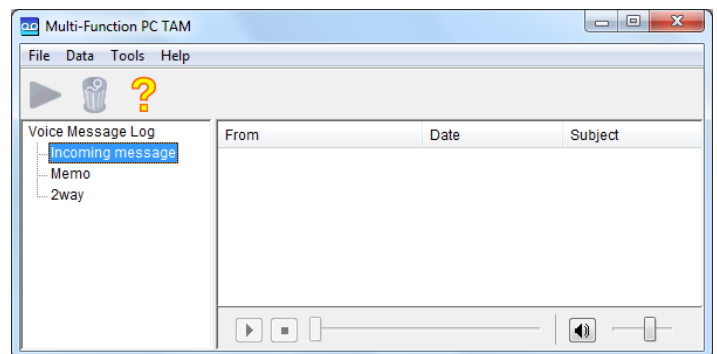 Multi-Function PC TAM
File Data Tools Help
?
Voice Message Log
Incoming message
Memo
2way
From Date Subject